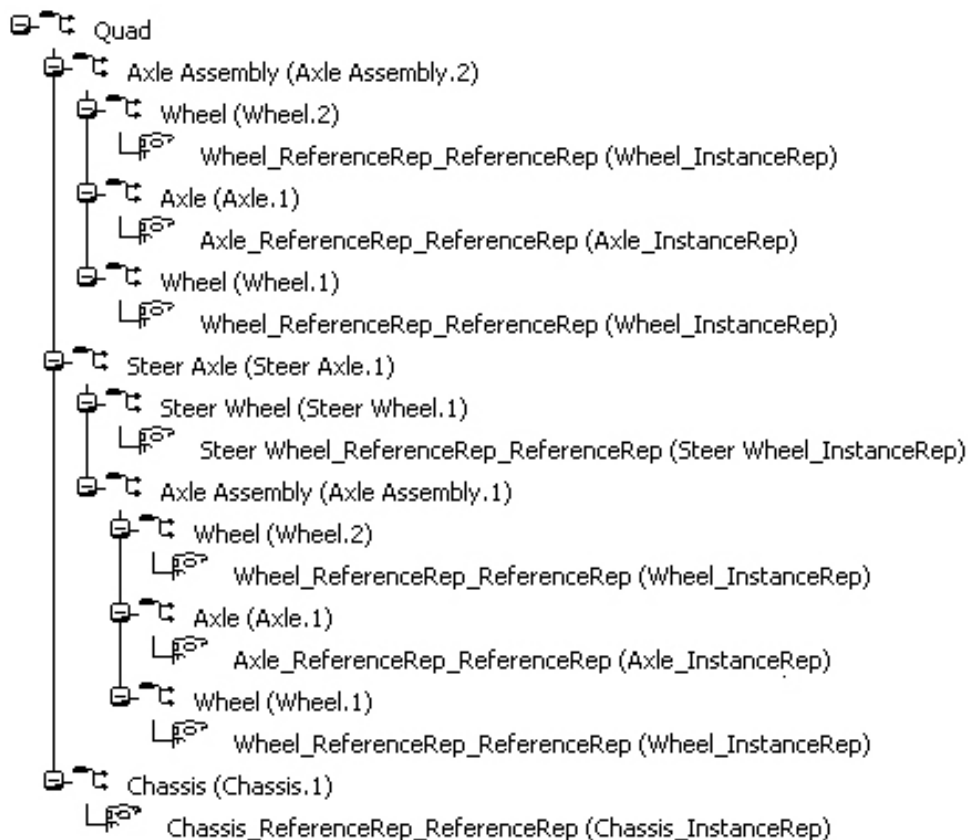 Quad
Axle Assembly (Axle Assembly.2)
Wheel (Wheel.2)
Wheel_ReferenceRep_ReferenceRep (Wheel_InstanceRep)
Axle (Axle.1)
Axle_ReferenceRep_ReferenceRep (Axle_InstanceRep)
Wheel (Wheel.1)
Wheel_ReferenceRep_ReferenceRep (Wheel_InstanceRep)
Steer Axle (Steer Axle.1)
Steer Wheel (Steer Wheel.1)
Steer Wheel_ReferenceRep_ReferenceRep (Steer Wheel_InstanceRep)
Axle Assembly (Axle Assembly.1)
Wheel (Wheel.2)
Wheel_ReferenceRep_ReferenceRep (Wheel_InstanceRep)
Axle (Axle.1)
Axle_ReferenceRep_ReferenceRep (Axle_InstanceRep)
Wheel (Wheel.1)
Wheel_ReferenceRep_ReferenceRep (Wheel_InstanceRep)
Chassis (Chassis.1)
Chassis_ReferenceRep_ReferenceRep (Chassis_InstanceRep)